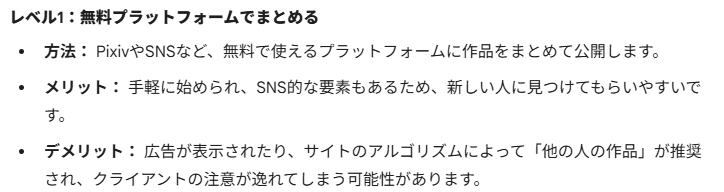 レベル1：無料プラットフォームでまとめる
• 方法： PixivやSNSなど、無料で使えるプラットフォームに作品をまとめて公開します。
• メリット： 手軽に始められ、SNS的な要素もあるため、新しい人に見つけてもらいやすいで
す。
• デメリット： 広告が表示されたり、サイトのアルゴリズムによって「他の人の作品」が推奨
され、クライアントの注意が逸れてしまう可能性があります。